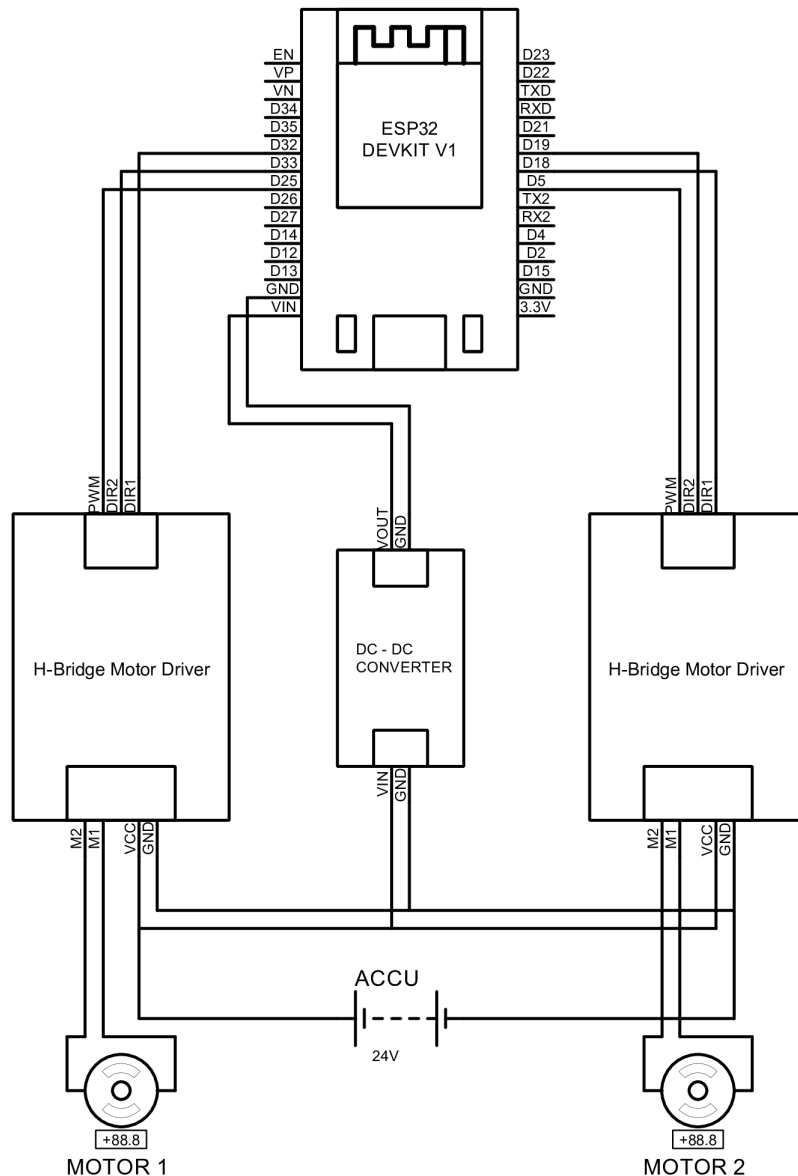 EN
VP
VN
D34
D35
D32
D33
D25
D26
D27
D14
D12
D13
GND
VIN
ESP32
DEVKIT V1
D23
D22
TXD
RXD
D21
D19
D18
D5
TX2
RX2
D4
D2
D15
GND
3.3V
PWM
DIR2
DIR1
H-Bridge Motor Driver
M2
M1
VCC
GND
VOUT
GND
DC - DC
CONVERTER
VIN
GND
PWM
DIR2
DIR1
H-Bridge Motor Driver
M2
M1
VCC
GND
ACCU
24V
+88.8
MOTOR 1
+88.8
MOTOR 2